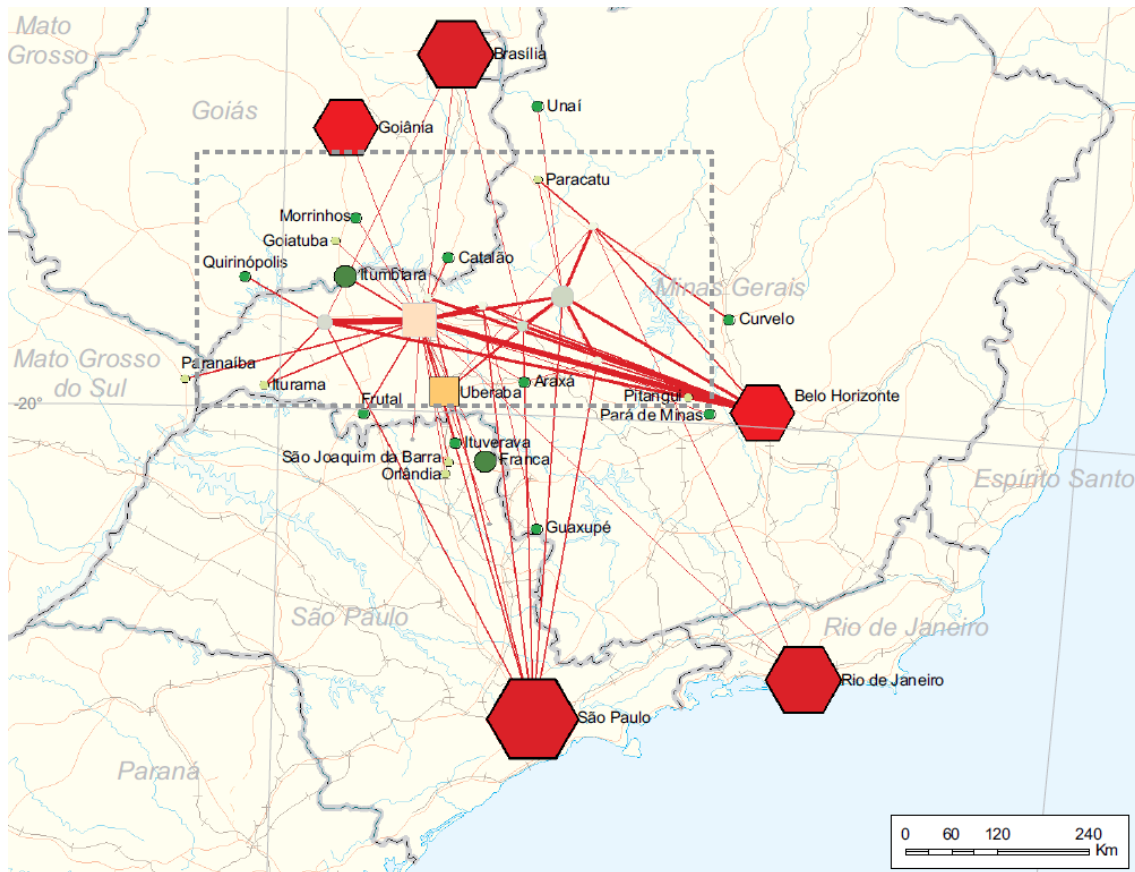 Mato
Grosso
Brasília
Goiás
Unaí
Goiânia
Paracatu
Morrinhos
Goiatuba
Catalão
Quirinópolis
Itumbiara
Minas Gerais
Curvelo
Mato Grosso
do Sul
Paranaíba
Iturama
Araxá
Uberaba
Frutal
Pitangui
Belo Horizonte
-20°
Pará de Minas
Ituverava
São Joaquim da Barra
Franca
Orlândia
Espírito Santo
Guaxupé
São Paulo
Rio de Janeiro
Rio de Janeiro
São Paulo
Paraná
0 60 120 240
Km